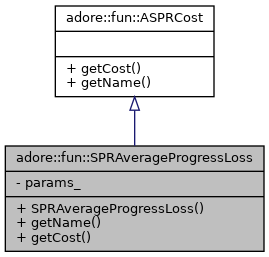 adore::fun::ASPRCost
+ getCost()
+ getName()
adore::fun::SPRAverageProgressLoss
- params_
+ SPRAverageProgressLoss()
+ getName()
+ getCost()